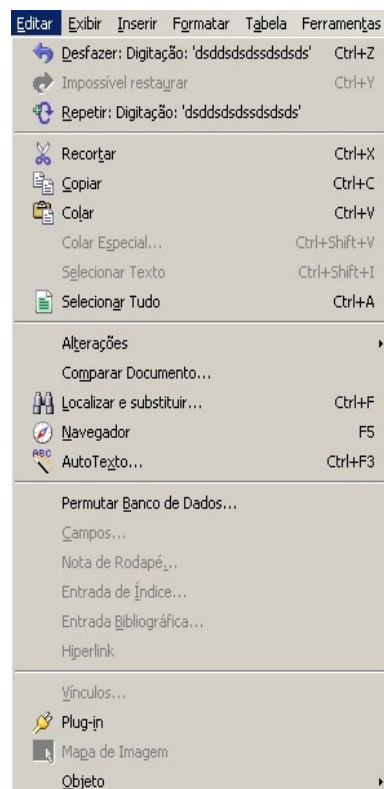 Editar Exibir Inserir Formatar Tabela Ferramentas
Desfazer: Digitação: 'dsddsdsdssdsdsds' Ctrl+Z
Impossível restaurar Ctrl+Y
Repetir: Digitação: 'dsddsdsdssdsdsds'
Recortar Ctrl+X
Copiar Ctrl+C
Colar Ctrl+V
Colar Especial... Ctrl+Shift+V
Selecionar Texto Ctrl+Shift+I
Selecionar Tudo Ctrl+A
Alterações
Comparar Documento...
Localizar e substituir... Ctrl+F
Navegador F5
ABC
AutoTexto... Ctrl+F3
Permutar Banco de Dados...
Campos...
Nota de Rodapé...
Entrada de Índice...
Entrada Bibliográfica...
Hiperlink
Vínculos...
Plug-in
Mapa de Imagem
Objeto